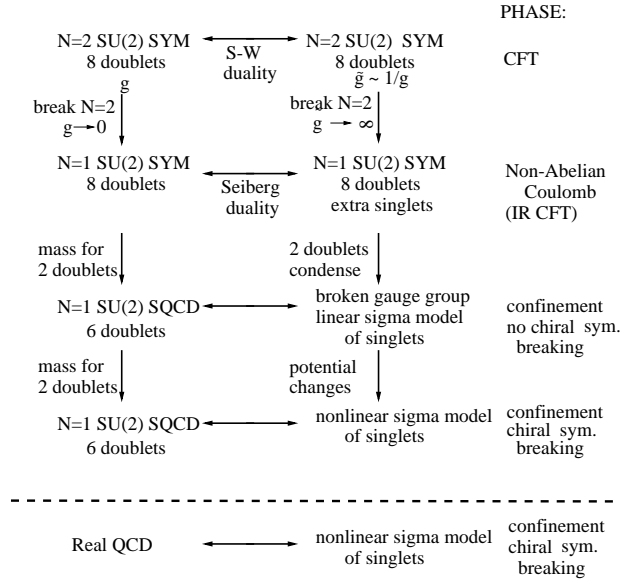 PHASE:
N=2 SU(2) SYM
8 doublets
g
S-W
duality
N=2 SU(2) SYM
8 doublets
g̃ ~ 1/g
CFT
break N=2
g→0
break N=2
g̃ → ∞
N=1 SU(2) SYM
8 doublets
Seiberg
duality
N=1 SU(2) SYM
8 doublets
extra singlets
Non-Abelian
Coulomb
(IR CFT)
mass for
2 doublets
2 doublets
condense
N=1 SU(2) SQCD
6 doublets
broken gauge group
linear sigma model
of singlets
confinement
no chiral sym.
breaking
mass for
2 doublets
potential
changes
N=1 SU(2) SQCD
6 doublets
nonlinear sigma model
of singlets
confinement
chiral sym.
breaking
Real QCD
nonlinear sigma model
of singlets
confinement
chiral sym.
breaking